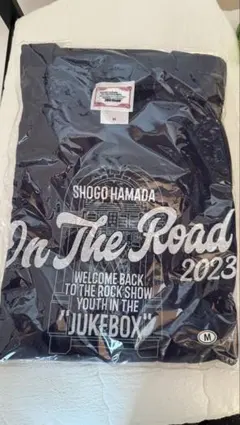 M
SHOGO HAMADA
On The Road
2023
WELCOME BACK
TO THE ROCK SHOW
YOUTH IN THE
"JUKEBOX"
M